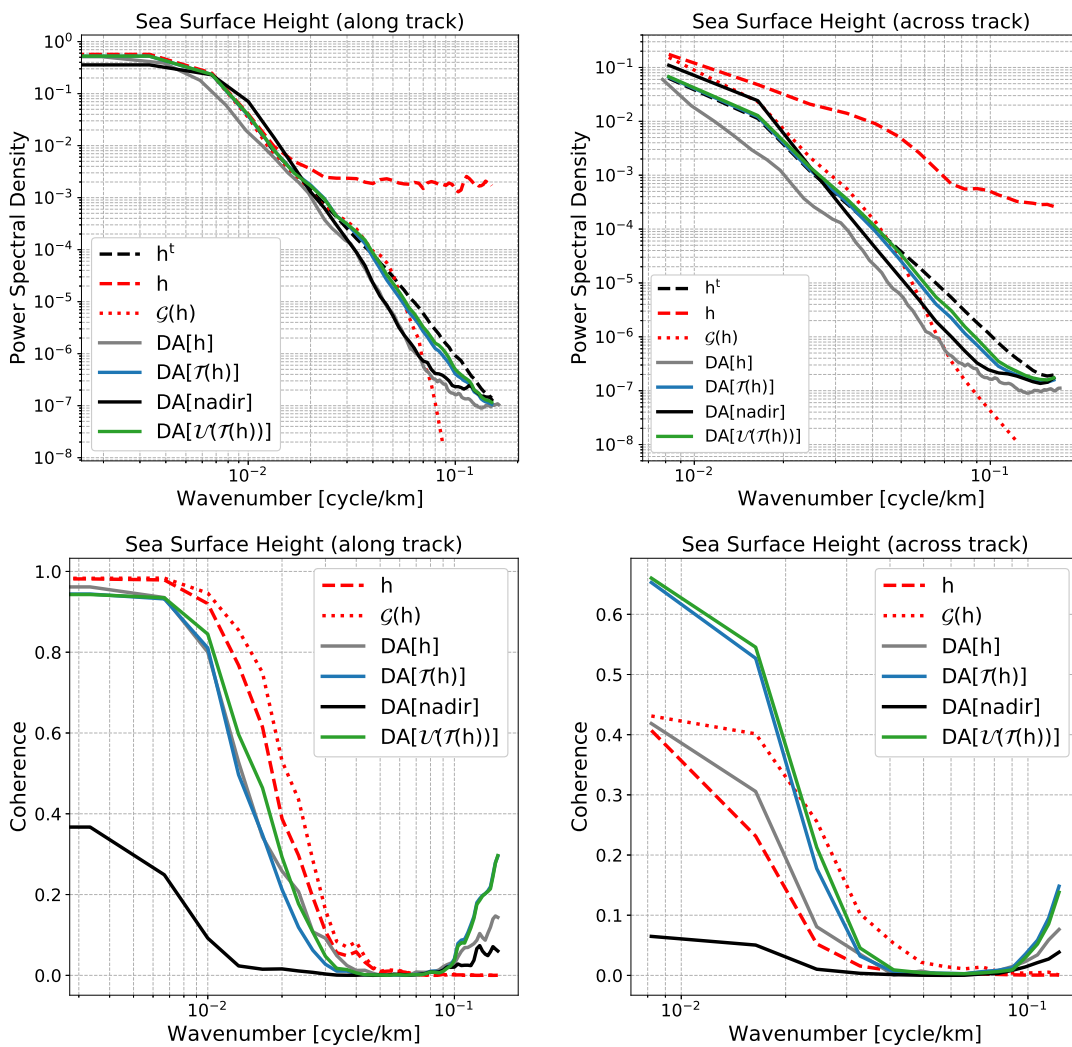 Sea Surface Height (along track)
Power Spectral Density
10⁰
10⁻¹
10⁻²
10⁻³
10⁻⁴
10⁻⁵
10⁻⁶
10⁻⁷
10⁻⁸
hᵗ
h
𝒢(h)
DA[h]
DA[𝒯(h)]
DA[nadir]
DA[𝒰(𝒯(h))]
10⁻²
10⁻¹
Wavenumber [cycle/km]
Sea Surface Height (across track)
Power Spectral Density
10⁻¹
10⁻²
10⁻³
10⁻⁴
10⁻⁵
10⁻⁶
10⁻⁷
10⁻⁸
hᵗ
h
𝒢(h)
DA[h]
DA[𝒯(h)]
DA[nadir]
DA[𝒰(𝒯(h))]
10⁻²
10⁻¹
Wavenumber [cycle/km]
Sea Surface Height (along track)
Coherence
1.0
0.8
0.6
0.4
0.2
0.0
h
𝒢(h)
DA[h]
DA[𝒯(h)]
DA[nadir]
DA[𝒰(𝒯(h))]
10⁻²
10⁻¹
Wavenumber [cycle/km]
Sea Surface Height (across track)
Coherence
0.6
0.5
0.4
0.3
0.2
0.1
0.0
h
𝒢(h)
DA[h]
DA[𝒯(h)]
DA[nadir]
DA[𝒰(𝒯(h))]
10⁻²
10⁻¹
Wavenumber [cycle/km]